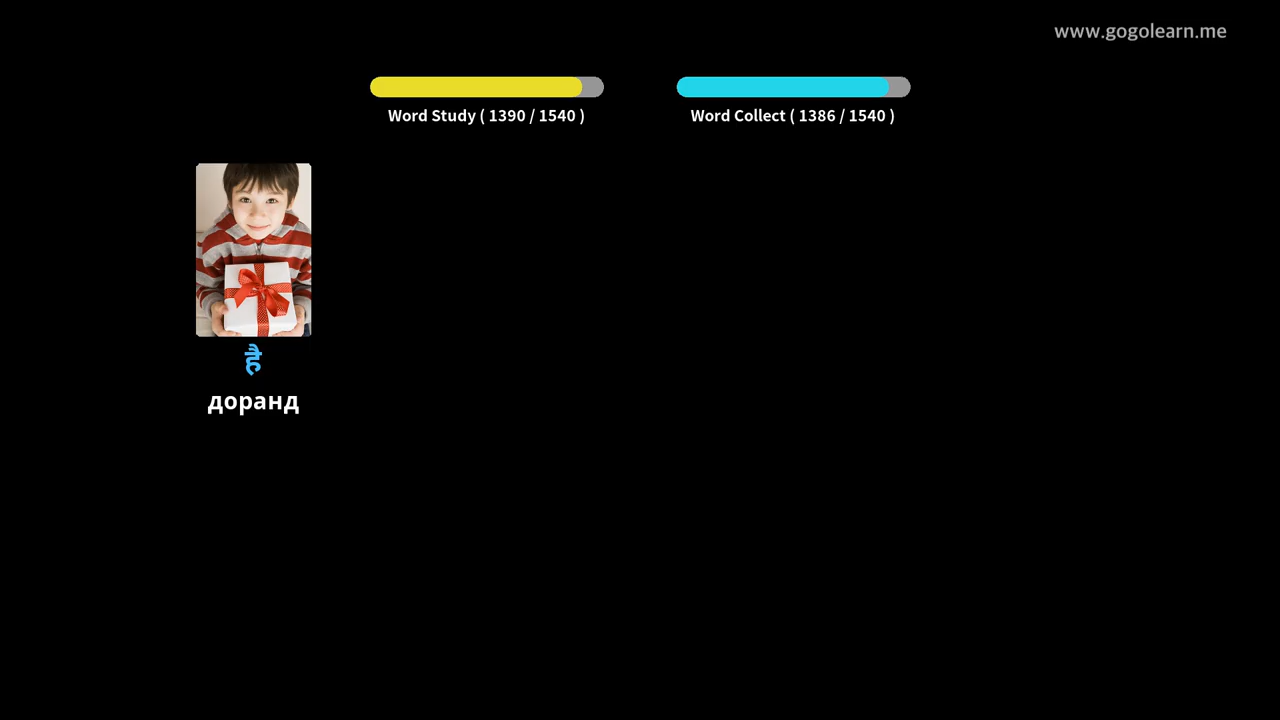 www.gogolearn.me
Word Study ( 1390 / 1540 )
Word Collect ( 1386 / 1540 )
है
доранд